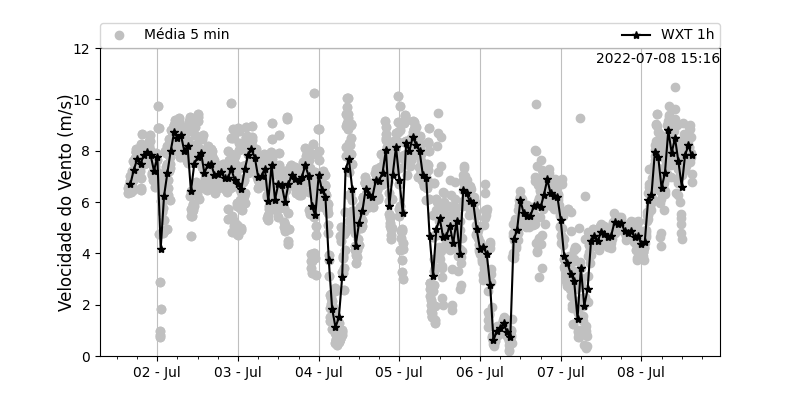 Média 5 min
WXT 1h
2022-07-08 15:16
Velocidade do Vento (m/s)
12
10
8
6
4
2
0
02 - Jul
03 - Jul
04 - Jul
05 - Jul
06 - Jul
07 - Jul
08 - Jul